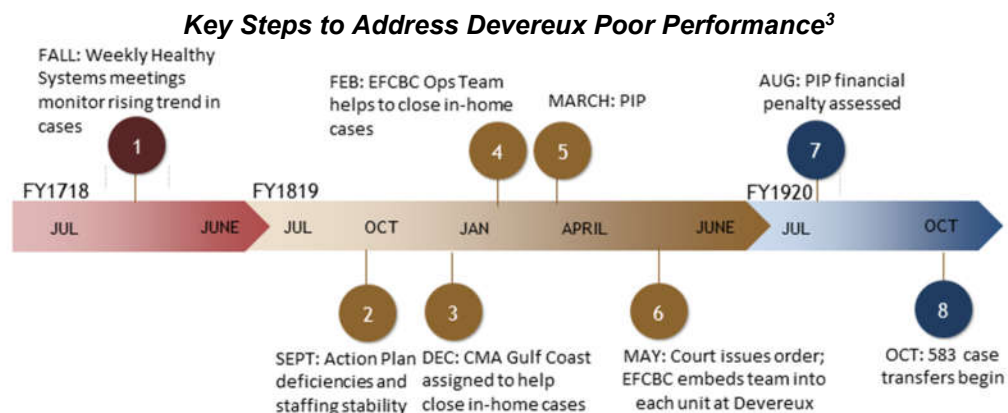 Key Steps to Address Devereux Poor Performance³
FALL: Weekly Healthy
Systems meetings
monitor rising trend in
cases
FEB: EFCBC Ops Team
helps to close in-home
cases
MARCH: PIP
AUG: PIP financial
penalty assessed
1
4
5
7
FY1718
FY1819
FY1920
JUL
JUNE
JUL
OCT
JAN
APRIL
JUNE
JUL
OCT
2
3
6
8
SEPT: Action Plan
deficiencies and
staffing stability
DEC: CMA Gulf Coast
assigned to help
close in-home cases
MAY: Court issues order;
EFCBC embeds team into
each unit at Devereux
OCT: 583 case
transfers begin